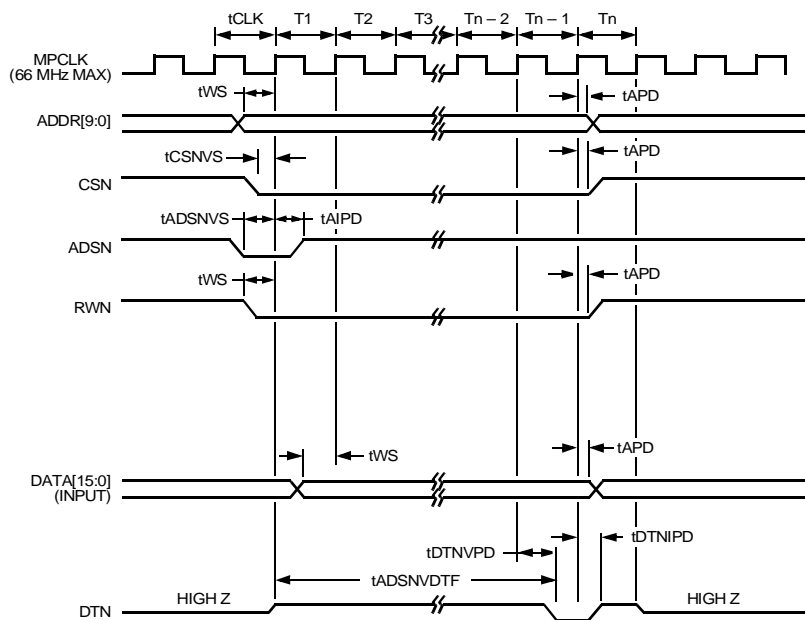 tCLK T1 T2 T3 Tn – 2 Tn – 1 Tn
MPCLK
(66 MHz MAX)
tWS tAPD
ADDR[9:0]
tCSNVS tAPD
CSN
tADSNVS tAIPD
ADSN
tWS tAPD
RWN
tWS tAPD
DATA[15:0]
(INPUT)
tDTNVPD tDTNIPD
tADSNVDTF
HIGH Z HIGH Z
DTN